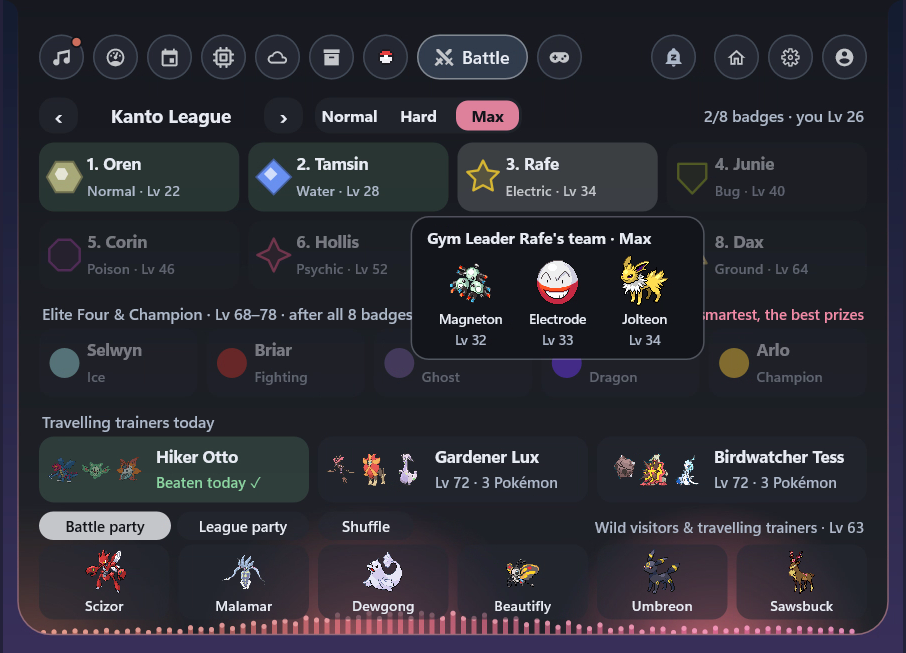 Battle
‹ Kanto League › Normal Hard Max 2/8 badges · you Lv 26
1. Oren
Normal · Lv 22
2. Tamsin
Water · Lv 28
3. Rafe
Electric · Lv 34
4. Junie
Bug · Lv 40
5. Corin
Poison · Lv 46
6. Hollis
Psychic · Lv 52
8. Dax
Ground · Lv 64
Gym Leader Rafe's team · Max
Magneton
Lv 32
Electrode
Lv 33
Jolteon
Lv 34
Elite Four & Champion · Lv 68–78 · after all 8 badges
smartest, the best prizes
Selwyn
Ice
Briar
Fighting
Ghost
Dragon
Arlo
Champion
Travelling trainers today
Hiker Otto
Beaten today ✓
Gardener Lux
Lv 72 · 3 Pokémon
Birdwatcher Tess
Lv 72 · 3 Pokémon
Battle party League party Shuffle Wild visitors & travelling trainers · Lv 63
Scizor
Malamar
Dewgong
Beautifly
Umbreon
Sawsbuck